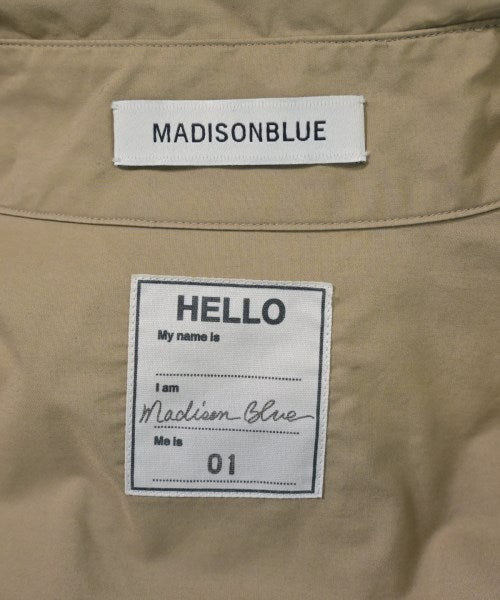 MADISONBLUE
HELLO
My name is
I am
Madison Blue
Me is
01